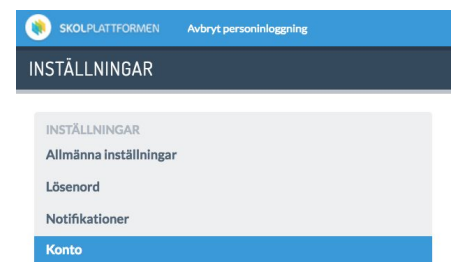 SKOLPLATTFORMEN Avbryt personinloggning
INSTÄLLNINGAR
INSTÄLLNINGAR
Allmänna inställningar
Lösenord
Notifikationer
Konto